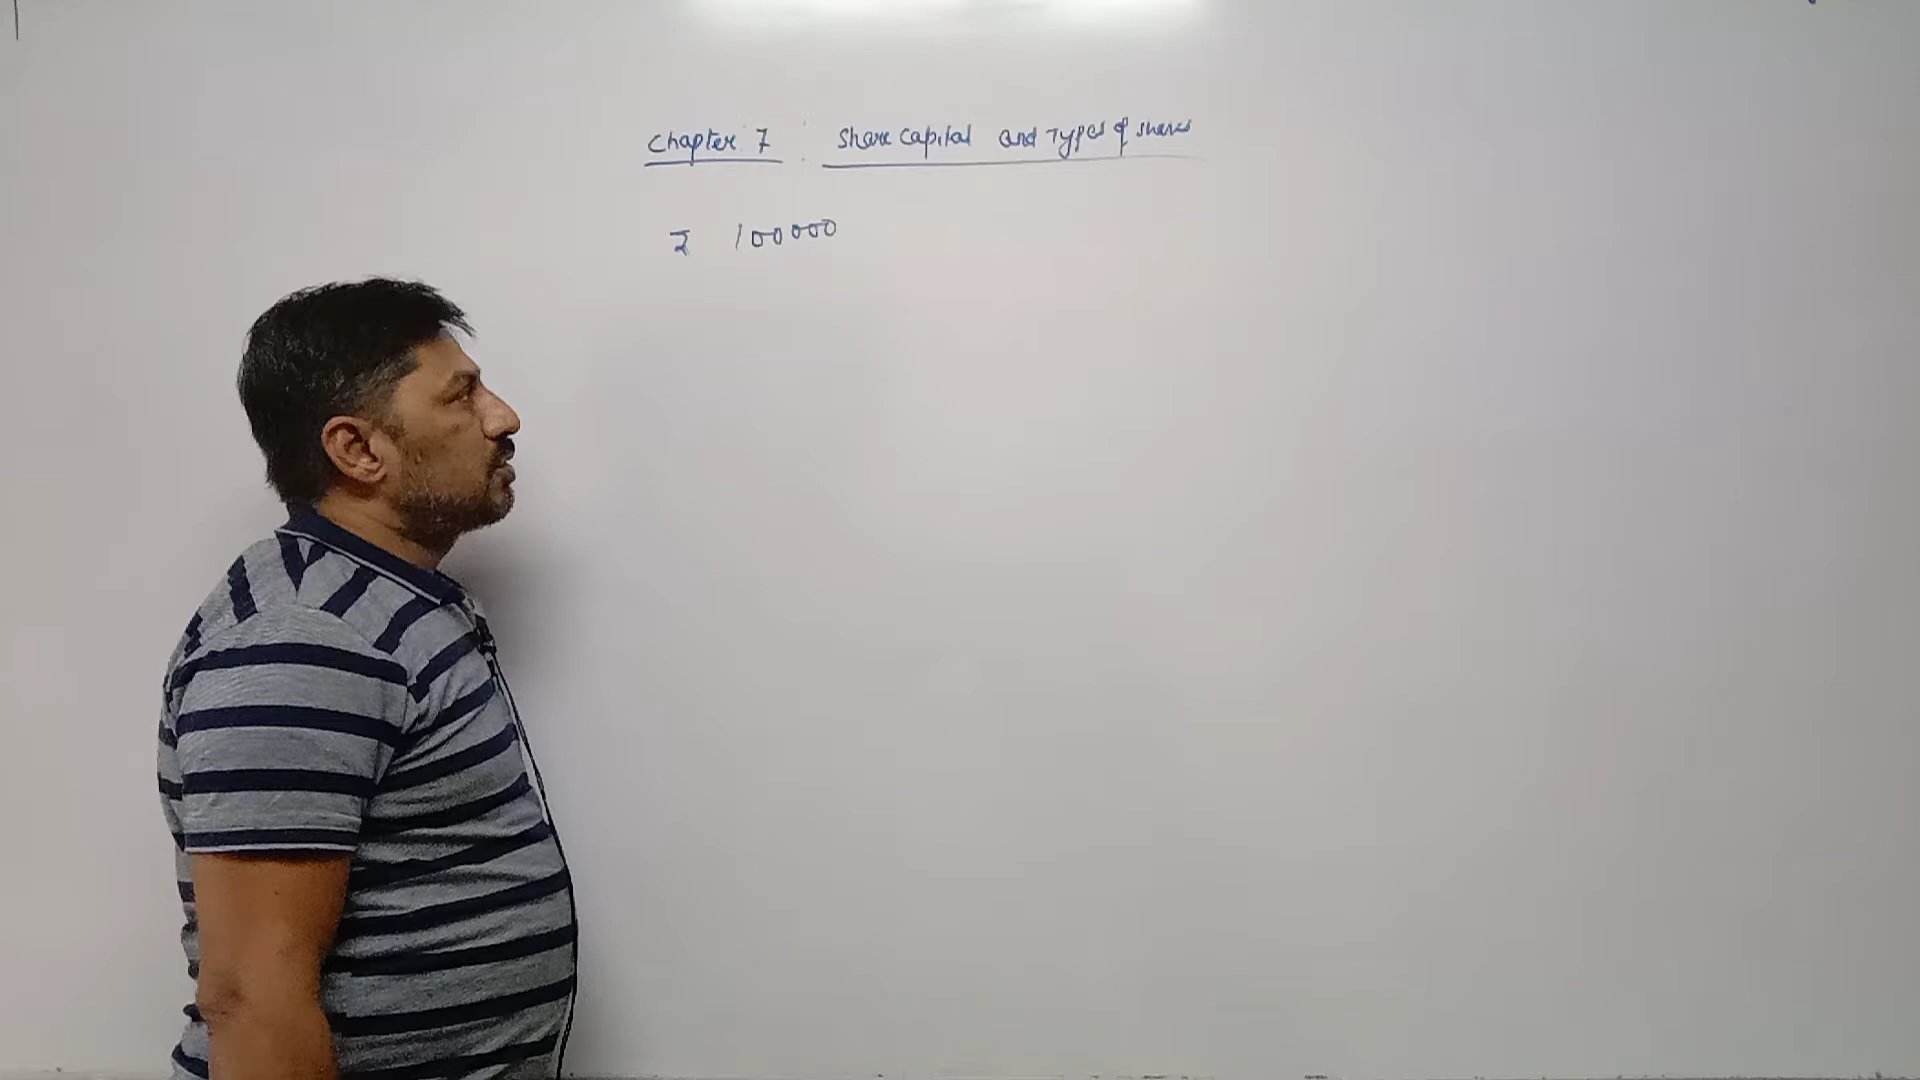 Chapter 7 : Share Capital and Types of Shares
₹ 100000